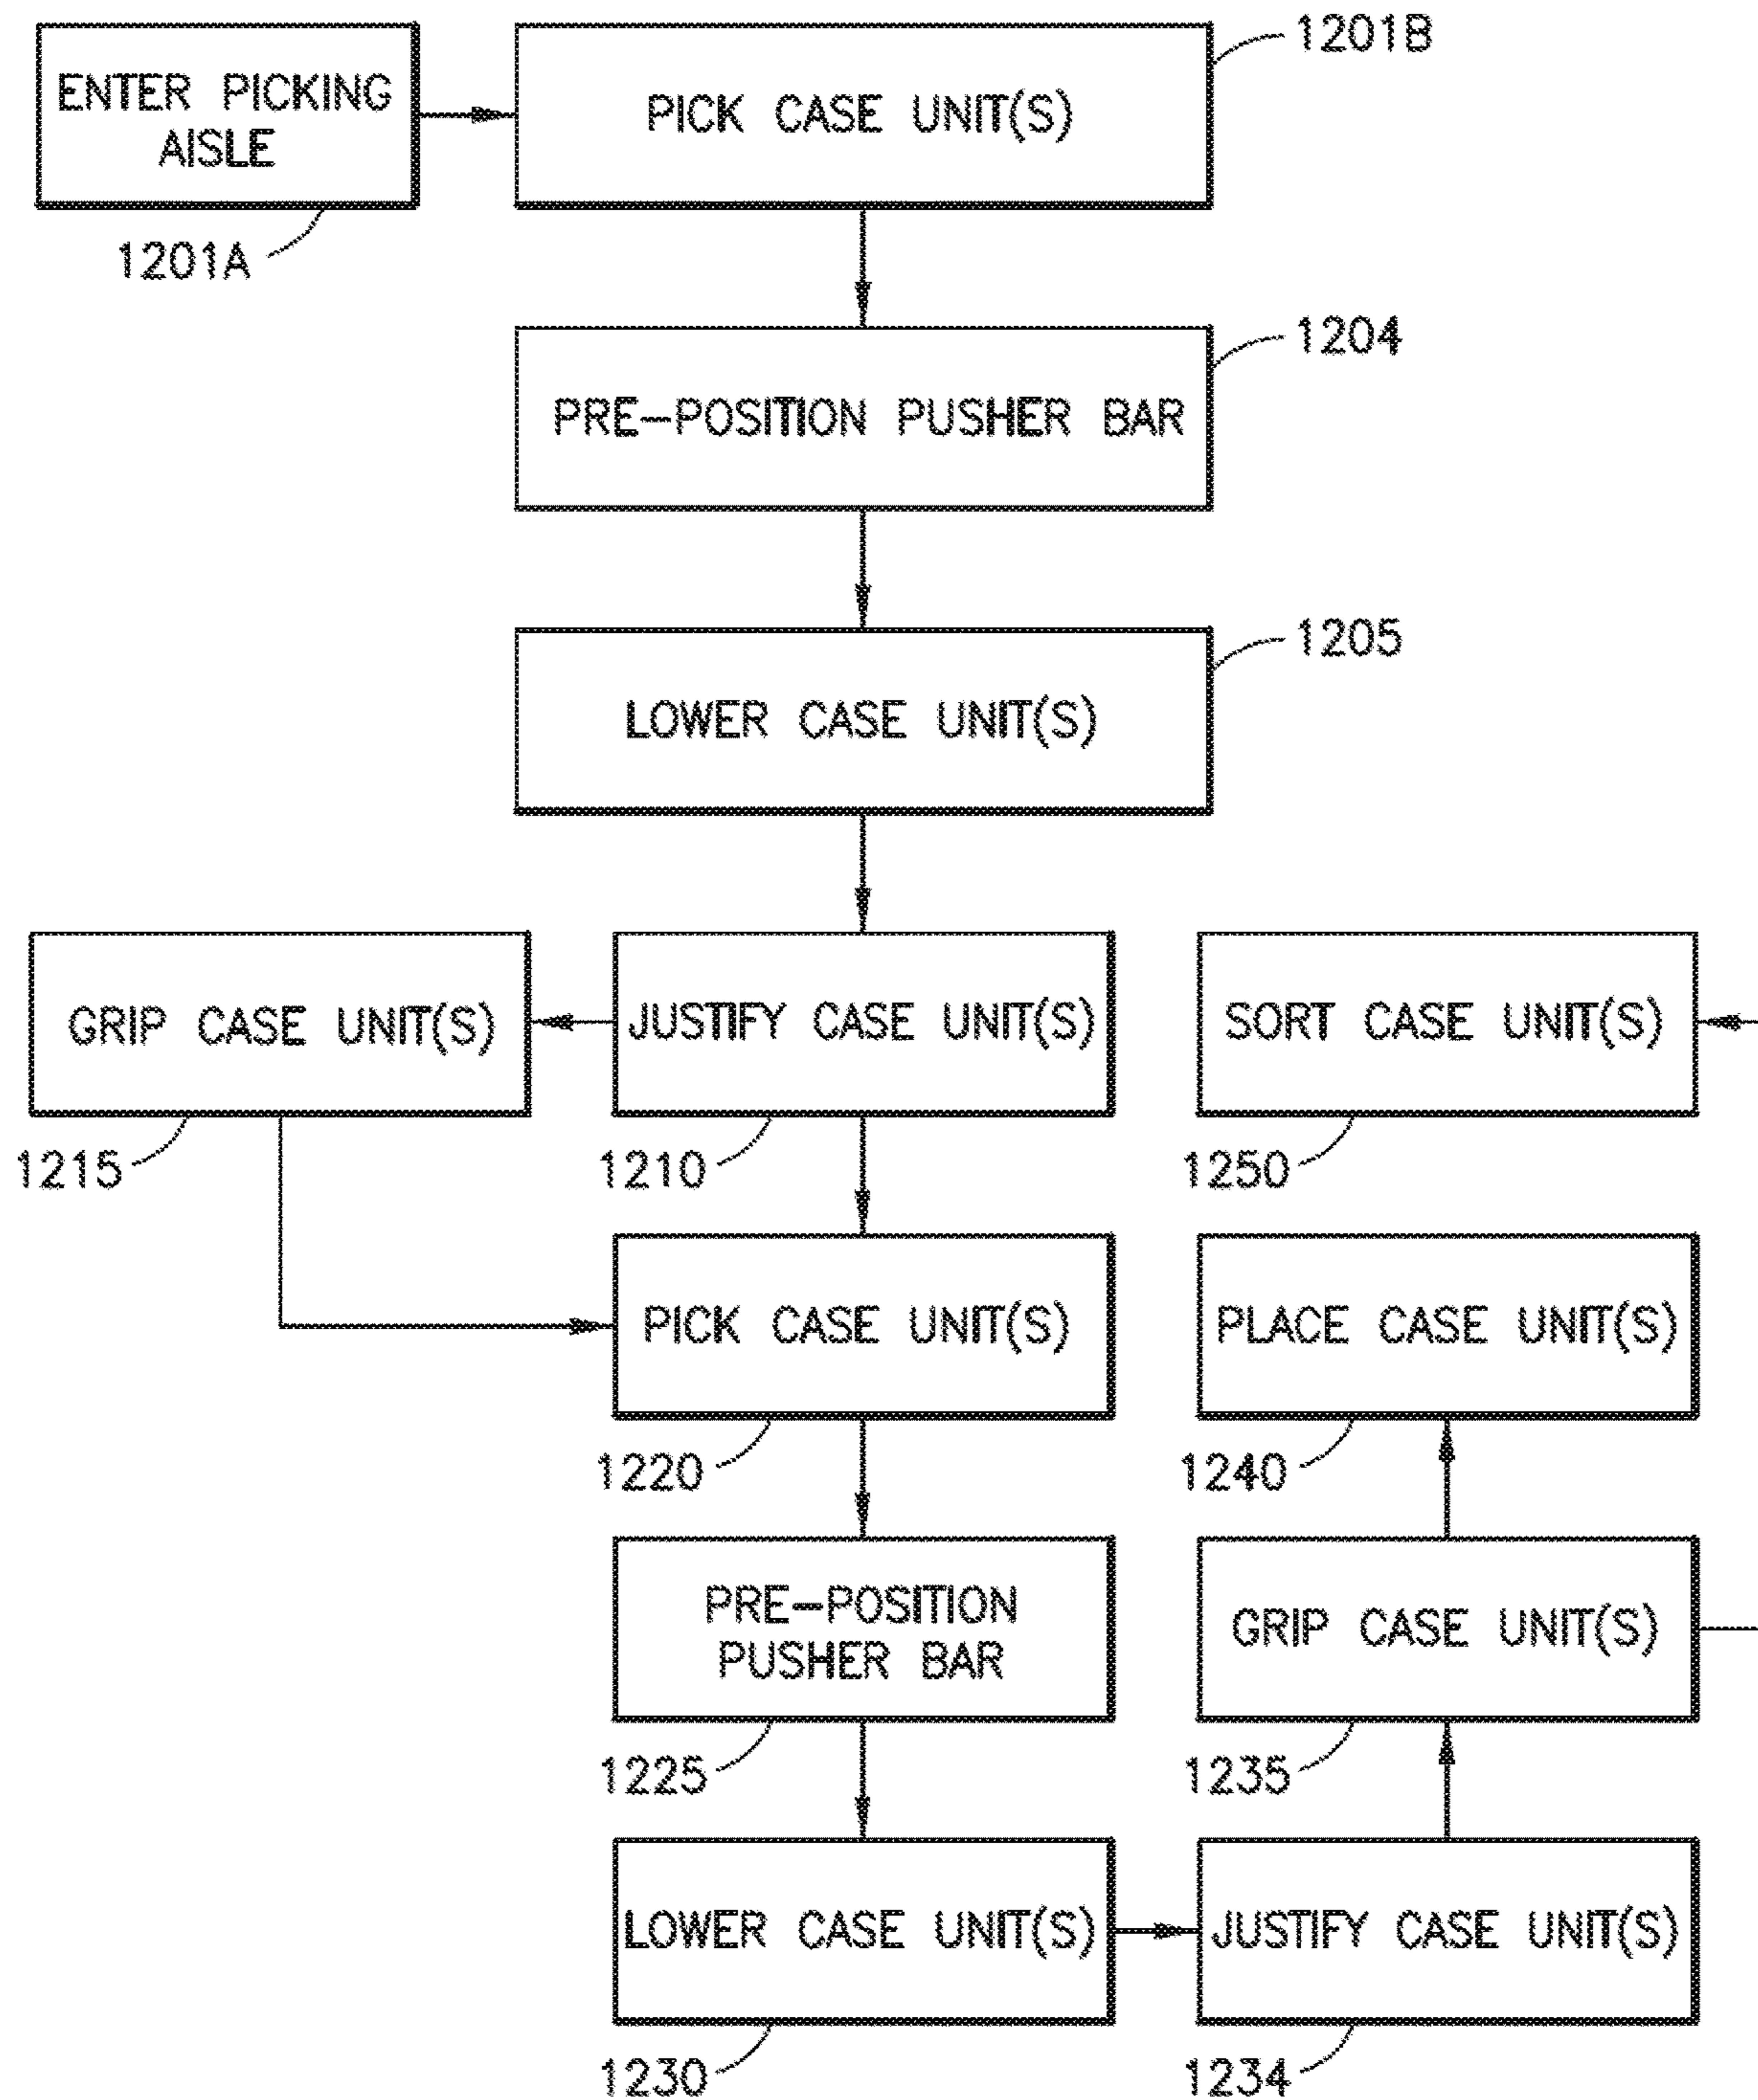 ENTER PICKING
AISLE
1201A
PICK CASE UNIT(S)
1201B
PRE-POSITION PUSHER BAR
1204
LOWER CASE UNIT(S)
1205
GRIP CASE UNIT(S)
1215
JUSTIFY CASE UNIT(S)
1210
SORT CASE UNIT(S)
1250
PICK CASE UNIT(S)
1220
PLACE CASE UNIT(S)
1240
PRE-POSITION
PUSHER BAR
1225
GRIP CASE UNIT(S)
1235
LOWER CASE UNIT(S)
1230
JUSTIFY CASE UNIT(S)
1234